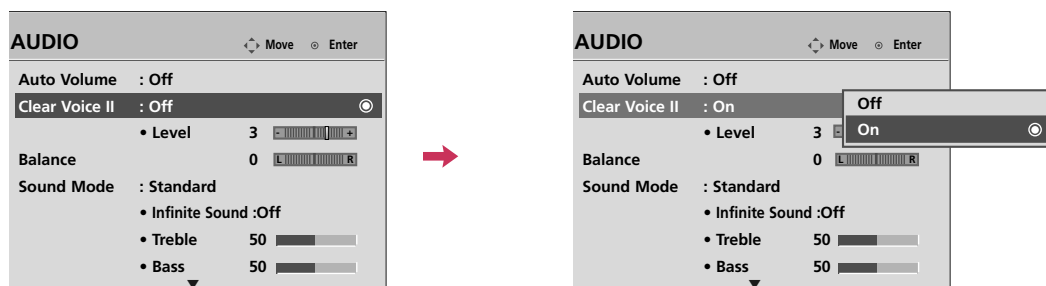 AUDIO Move Enter
Auto Volume : Off
Clear Voice II : Off
• Level 3 - +
Balance 0 L R
Sound Mode : Standard
• Infinite Sound :Off
• Treble 50
• Bass 50
AUDIO Move Enter
Auto Volume : Off
Clear Voice II : On
• Level 3 -
Balance 0 L R
Sound Mode : Standard
• Infinite Sound :Off
• Treble 50
• Bass 50
Off
On